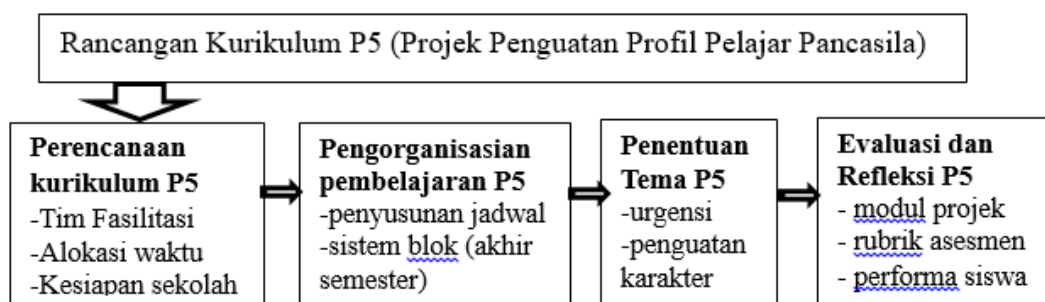 Rancangan Kurikulum P5 (Projek Penguatan Profil Pelajar Pancasila)
Perencanaan
kurikulum P5
-Tim Fasilitasi
-Alokasi waktu
-Kesiapan sekolah
Pengorganisasian
pembelajaran P5
-penyusunan jadwal
-sistem blok (akhir
semester)
Penentuan
Tema P5
-urgensi
-penguatan
karakter
Evaluasi dan
Refleksi P5
- modul projek
- rubrik asesmen
- performa siswa